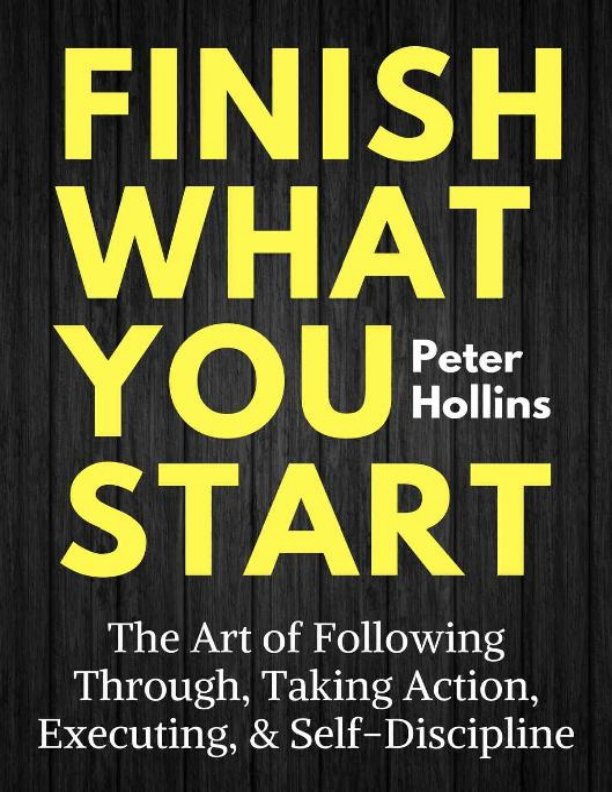 FINISH
WHAT
YOU
Peter
Hollins
START
The Art of Following
Through, Taking Action,
Executing, & Self-Discipline